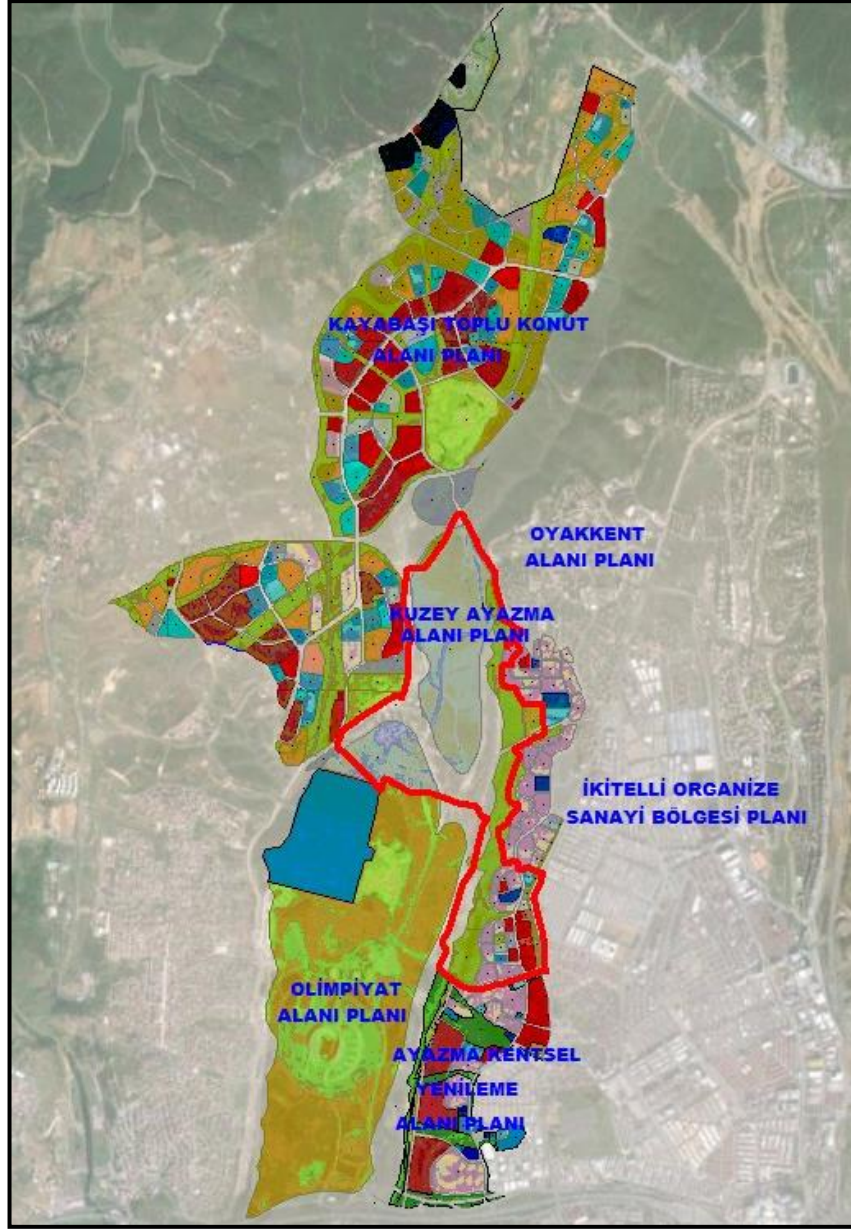 KAYABAŞI TOPLU KONUT
ALANI PLANI
OYAKKENT
ALANI PLANI
KUZEY AYAZMA
ALANI PLANI
İKİTELLİ ORGANİZE
SANAYİ BÖLGESİ PLANI
OLİMPİYAT
ALANI PLANI
AYAZMA KENTSEL
YENİLEME
ALANI PLANI